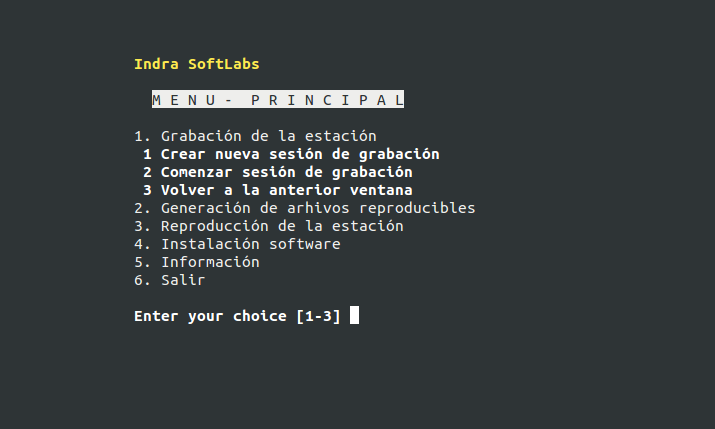 Indra SoftLabs
M E N U - P R I N C I P A L
1. Grabación de la estación
1 Crear nueva sesión de grabación
2 Comenzar sesión de grabación
3 Volver a la anterior ventana
2. Generación de arhivos reproducibles
3. Reproducción de la estación
4. Instalación software
5. Información
6. Salir
Enter your choice [1-3]